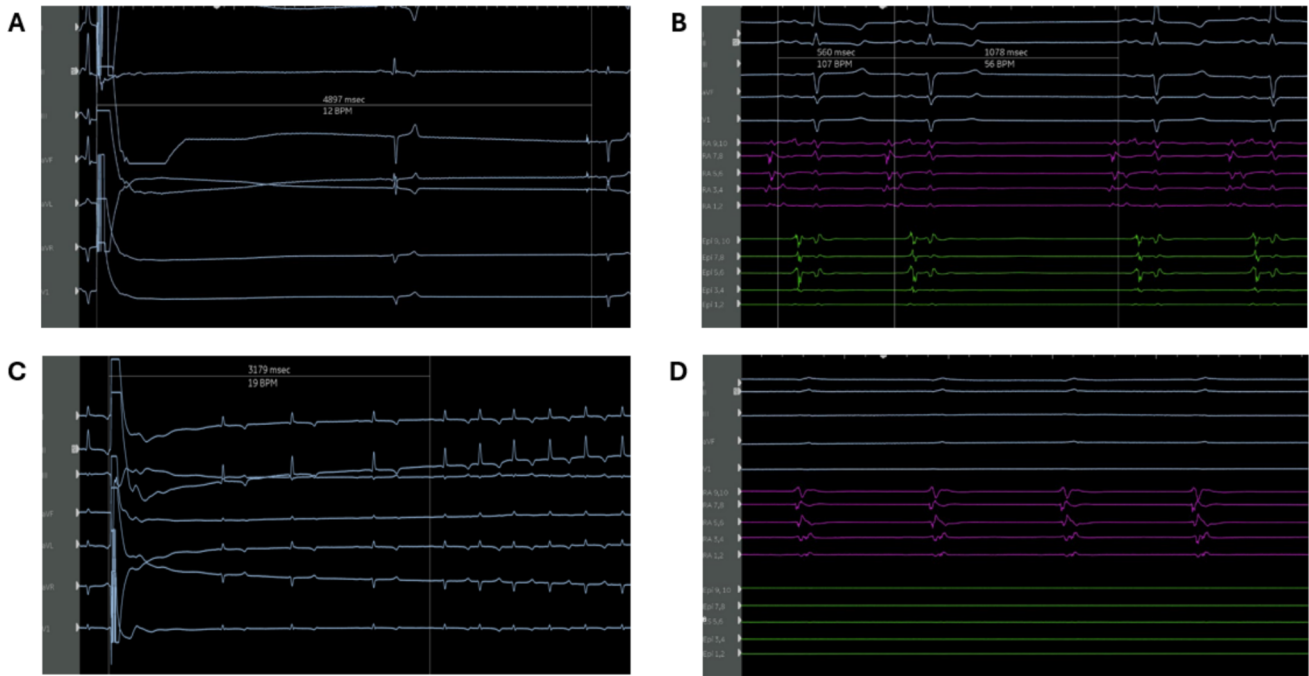 A
4897 msec
12 BPM
aVF
aVL
aVR
V1
B
560 msec
107 BPM
1078 msec
56 BPM
aVF
V1
RA 9,10
RA 7,8
RA 5,6
RA 3,4
RA 1,2
Epi 9,10
Epi 7,8
Epi 5,6
Epi 3,4
Epi 1,2
C
3179 msec
19 BPM
aVF
aVL
aVR
V1
D
aVF
V1
RA 9,10
RA 7,8
RA 5,6
RA 3,4
RA 1,2
Epi 9,10
Epi 7,8
5,6
Epi 3,4
Epi 1,2